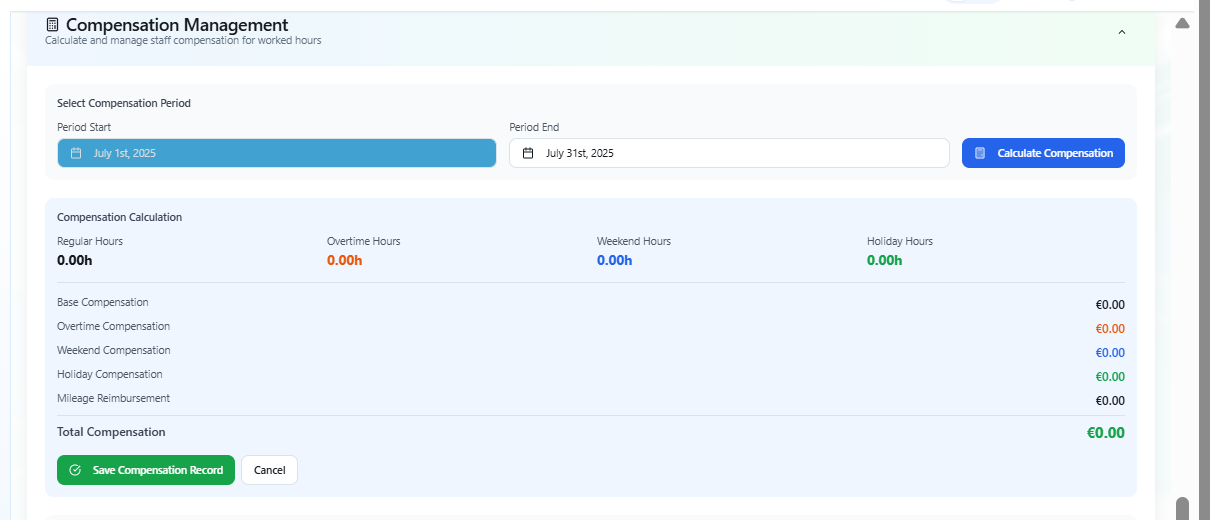 Compensation Management
Calculate and manage staff compensation for worked hours
Select Compensation Period
Period Start
Period End
July 1st, 2025
July 31st, 2025
Calculate Compensation
Compensation Calculation
Regular Hours
Overtime Hours
Weekend Hours
Holiday Hours
0.00h
0.00h
0.00h
0.00h
Base Compensation
€0.00
Overtime Compensation
€0.00
Weekend Compensation
€0.00
Holiday Compensation
€0.00
Mileage Reimbursement
€0.00
Total Compensation
€0.00
Save Compensation Record
Cancel